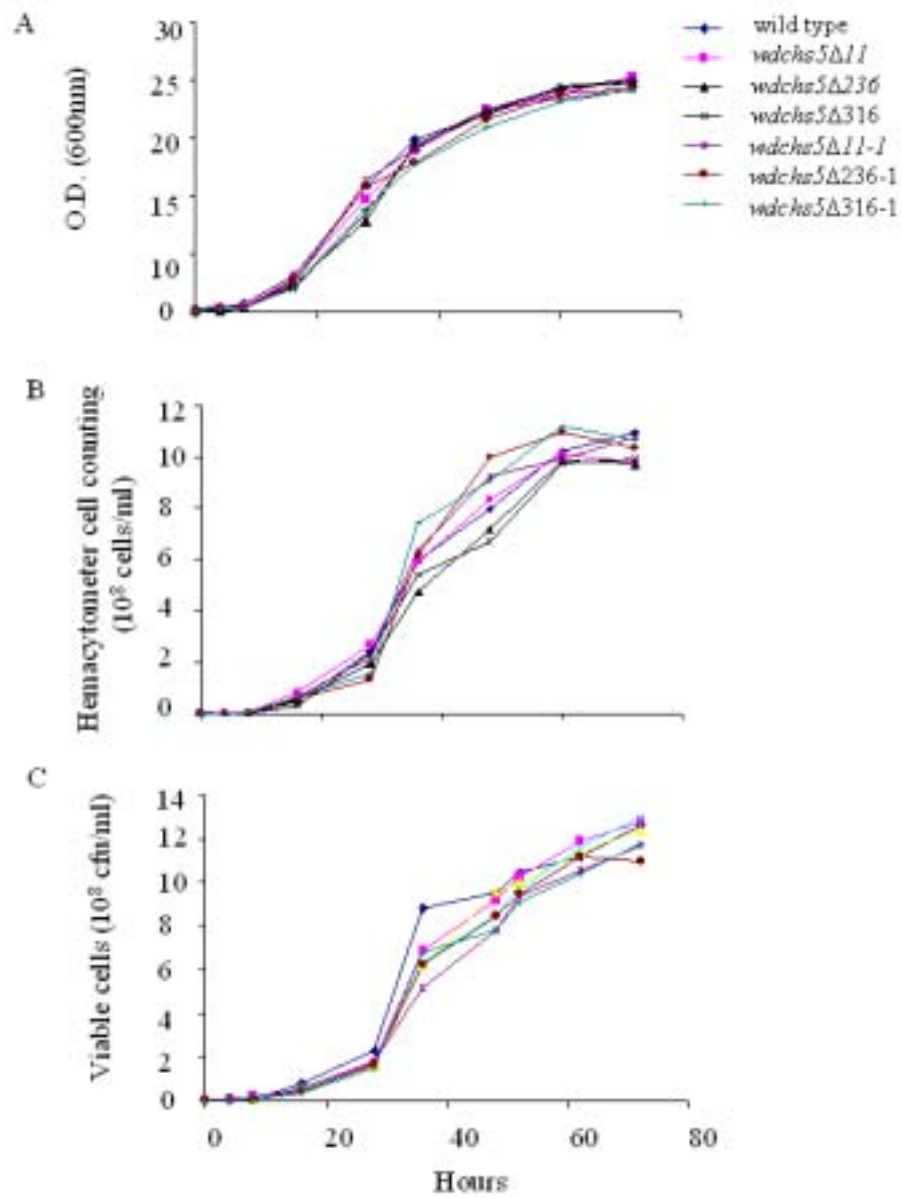 A
30
25
20
15
10
0
O.D. (600nm)
wild type
wdchs5Δ11
wdchs5Δ236
wdchs5Δ316
wdchs5Δ11-1
wdchs5Δ236-1
wdchs5Δ316-1
B
12
10
8
6
4
2
0
Hemacytometer cell counting
(10⁸ cells/ml)
C
14
12
10
8
6
4
2
0
Viable cells (10⁸ cfu/ml)
0 20 40 60 80
Hours